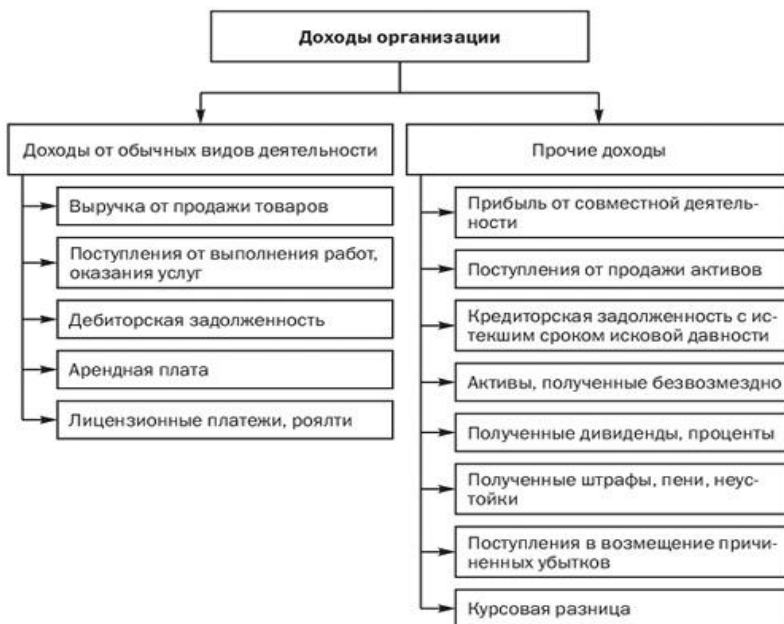 Доходы организации
Доходы от обычных видов деятельности
Выручка от продажи товаров
Поступления от выполнения работ,
оказания услуг
Дебиторская задолженность
Арендная плата
Лицензионные платежи, роялти
Прочие доходы
Прибыль от совместной деятель-
ности
Поступления от продажи активов
Кредиторская задолженность с ис-
текшим сроком исковой давности
Активы, полученные безвозмездно
Полученные дивиденды, проценты
Полученные штрафы, пени, неус-
тойки
Поступления в возмещение причи-
ненных убытков
Курсовая разница